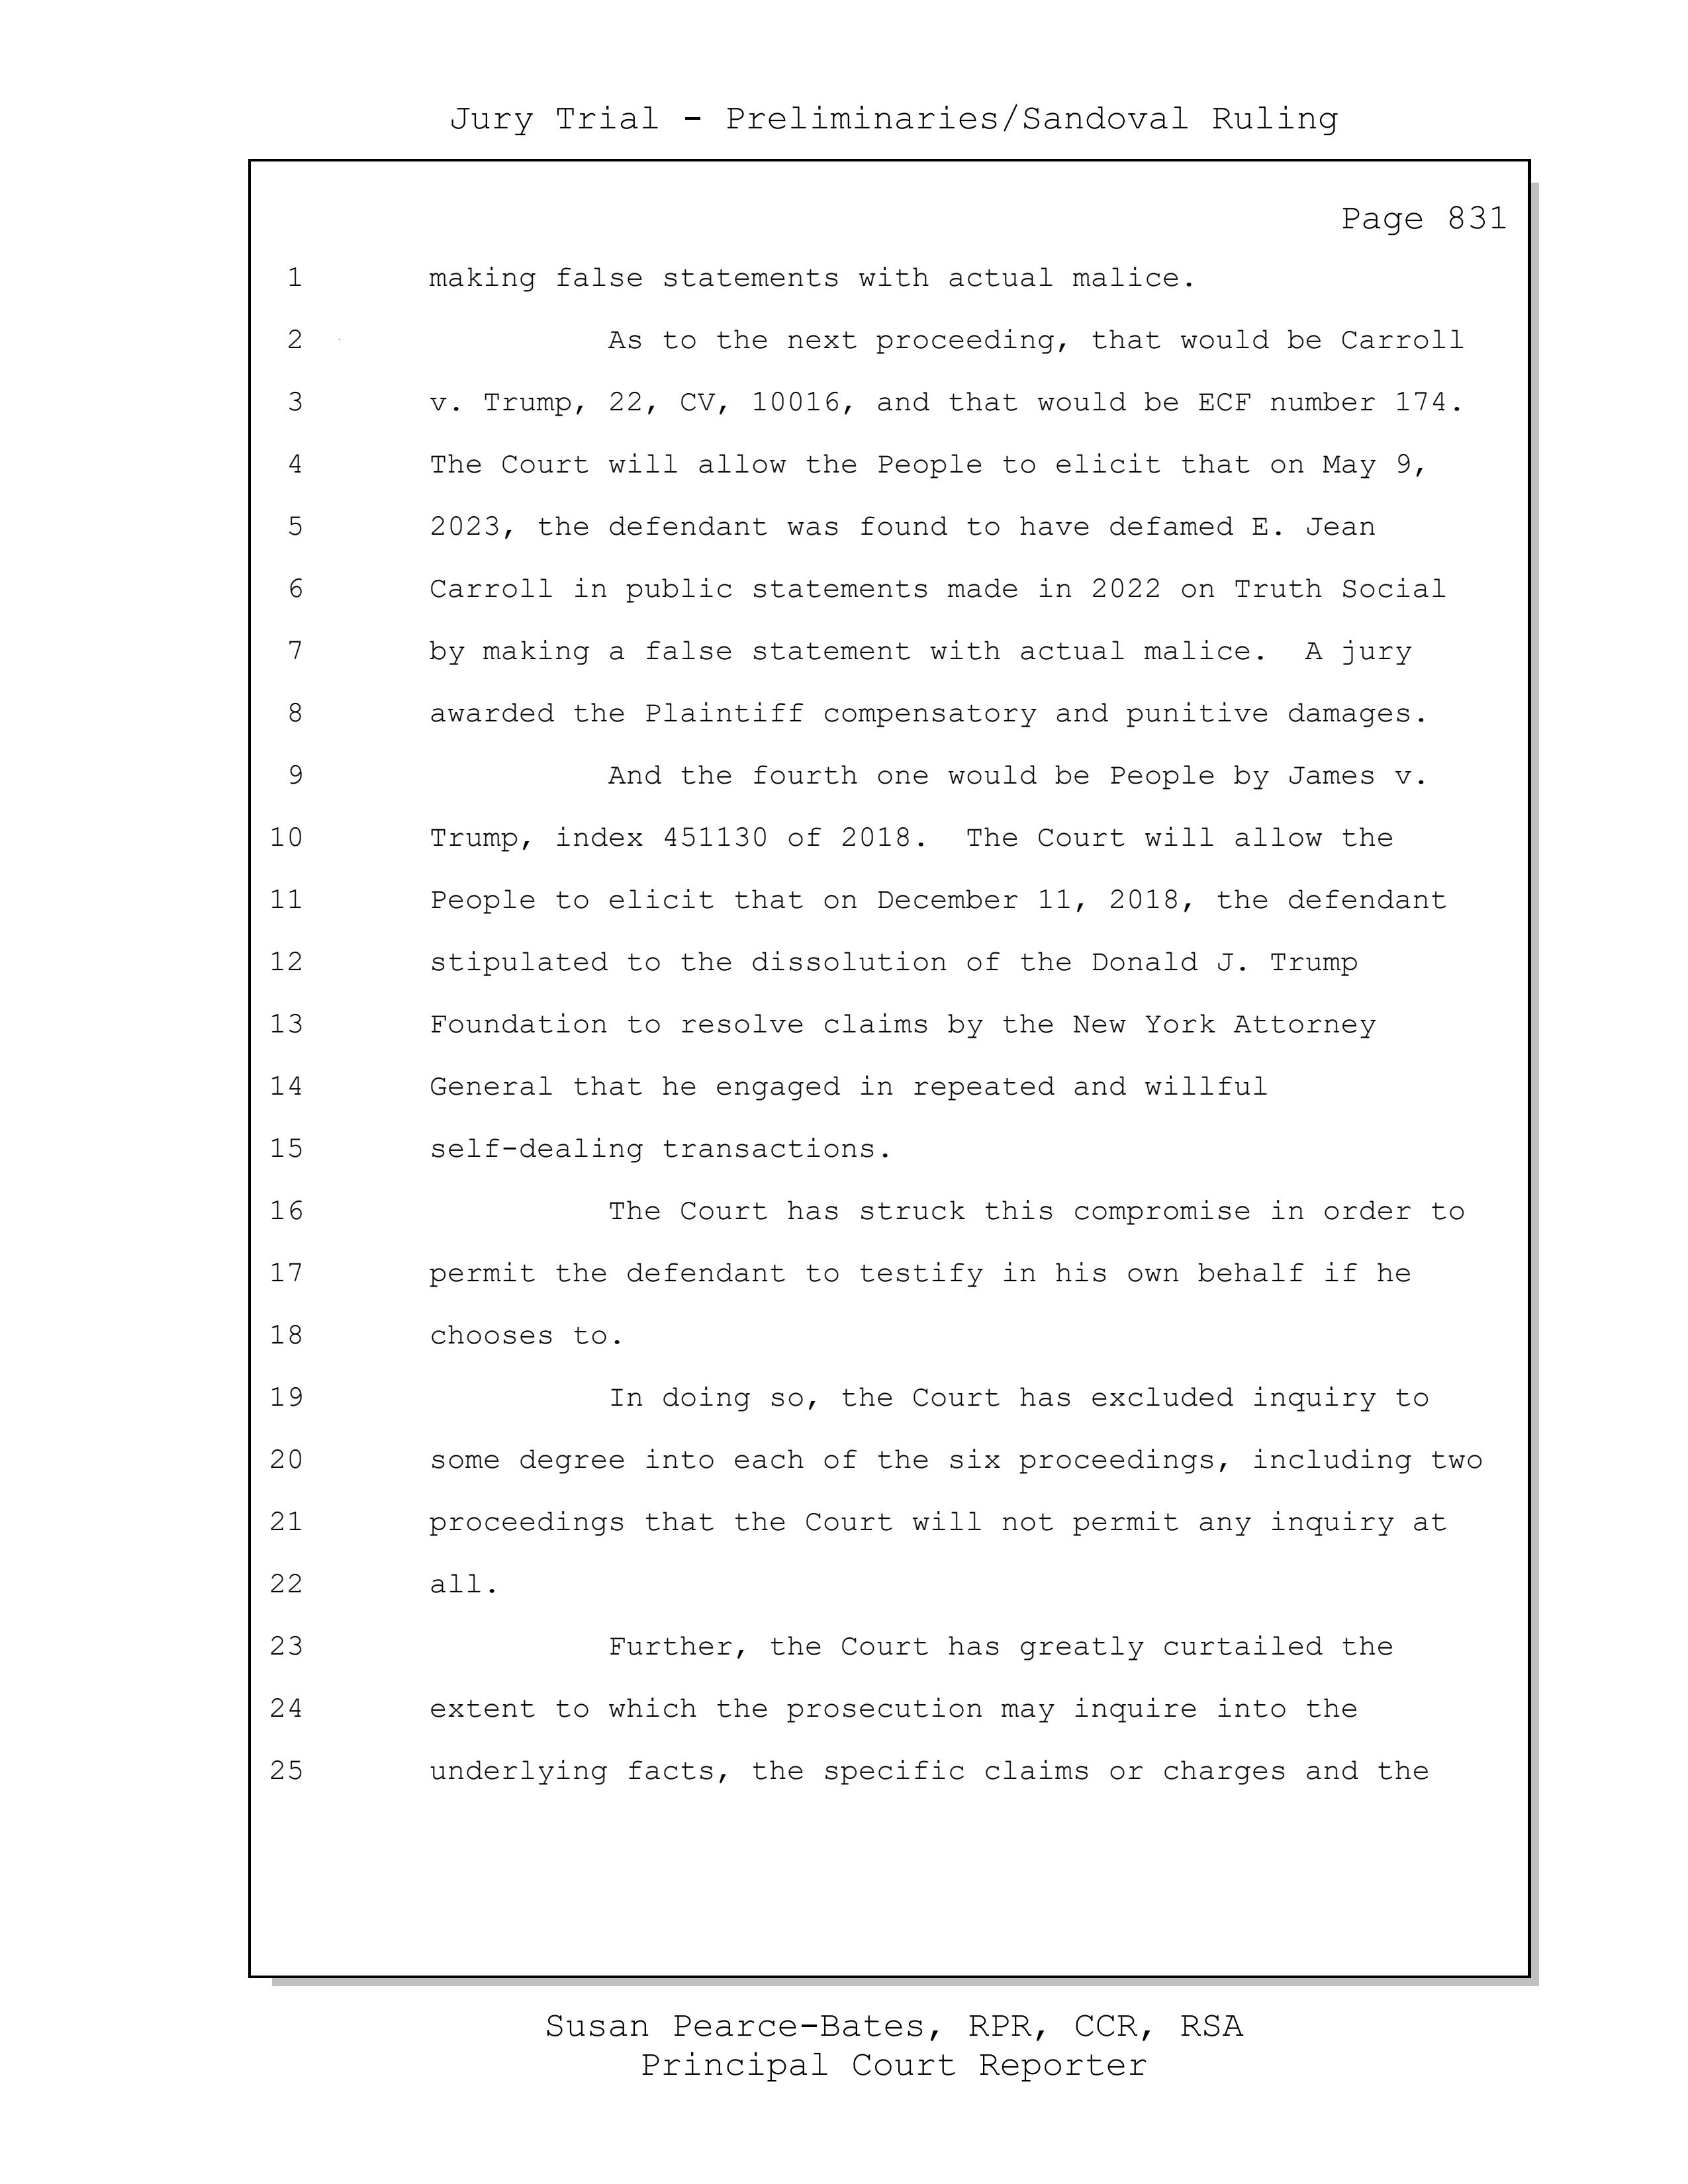 Jury Trial - Preliminaries/Sandoval Ruling
Page 831
1 making false statements with actual malice.
2 As to the next proceeding, that would be Carroll
3 v. Trump, 22, CV, 10016, and that would be ECF number 174.
4 The Court will allow the People to elicit that on May 9,
5 2023, the defendant was found to have defamed E. Jean
6 Carroll in public statements made in 2022 on Truth Social
7 by making a false statement with actual malice.  A jury
8 awarded the Plaintiff compensatory and punitive damages.
9 And the fourth one would be People by James v.
10 Trump, index 451130 of 2018.  The Court will allow the
11 People to elicit that on December 11, 2018, the defendant
12 stipulated to the dissolution of the Donald J. Trump
13 Foundation to resolve claims by the New York Attorney
14 General that he engaged in repeated and willful
15 self-dealing transactions.
16 The Court has struck this compromise in order to
17 permit the defendant to testify in his own behalf if he
18 chooses to.
19 In doing so, the Court has excluded inquiry to
20 some degree into each of the six proceedings, including two
21 proceedings that the Court will not permit any inquiry at
22 all.
23 Further, the Court has greatly curtailed the
24 extent to which the prosecution may inquire into the
25 underlying facts, the specific claims or charges and the
Susan Pearce-Bates, RPR, CCR, RSA
Principal Court Reporter